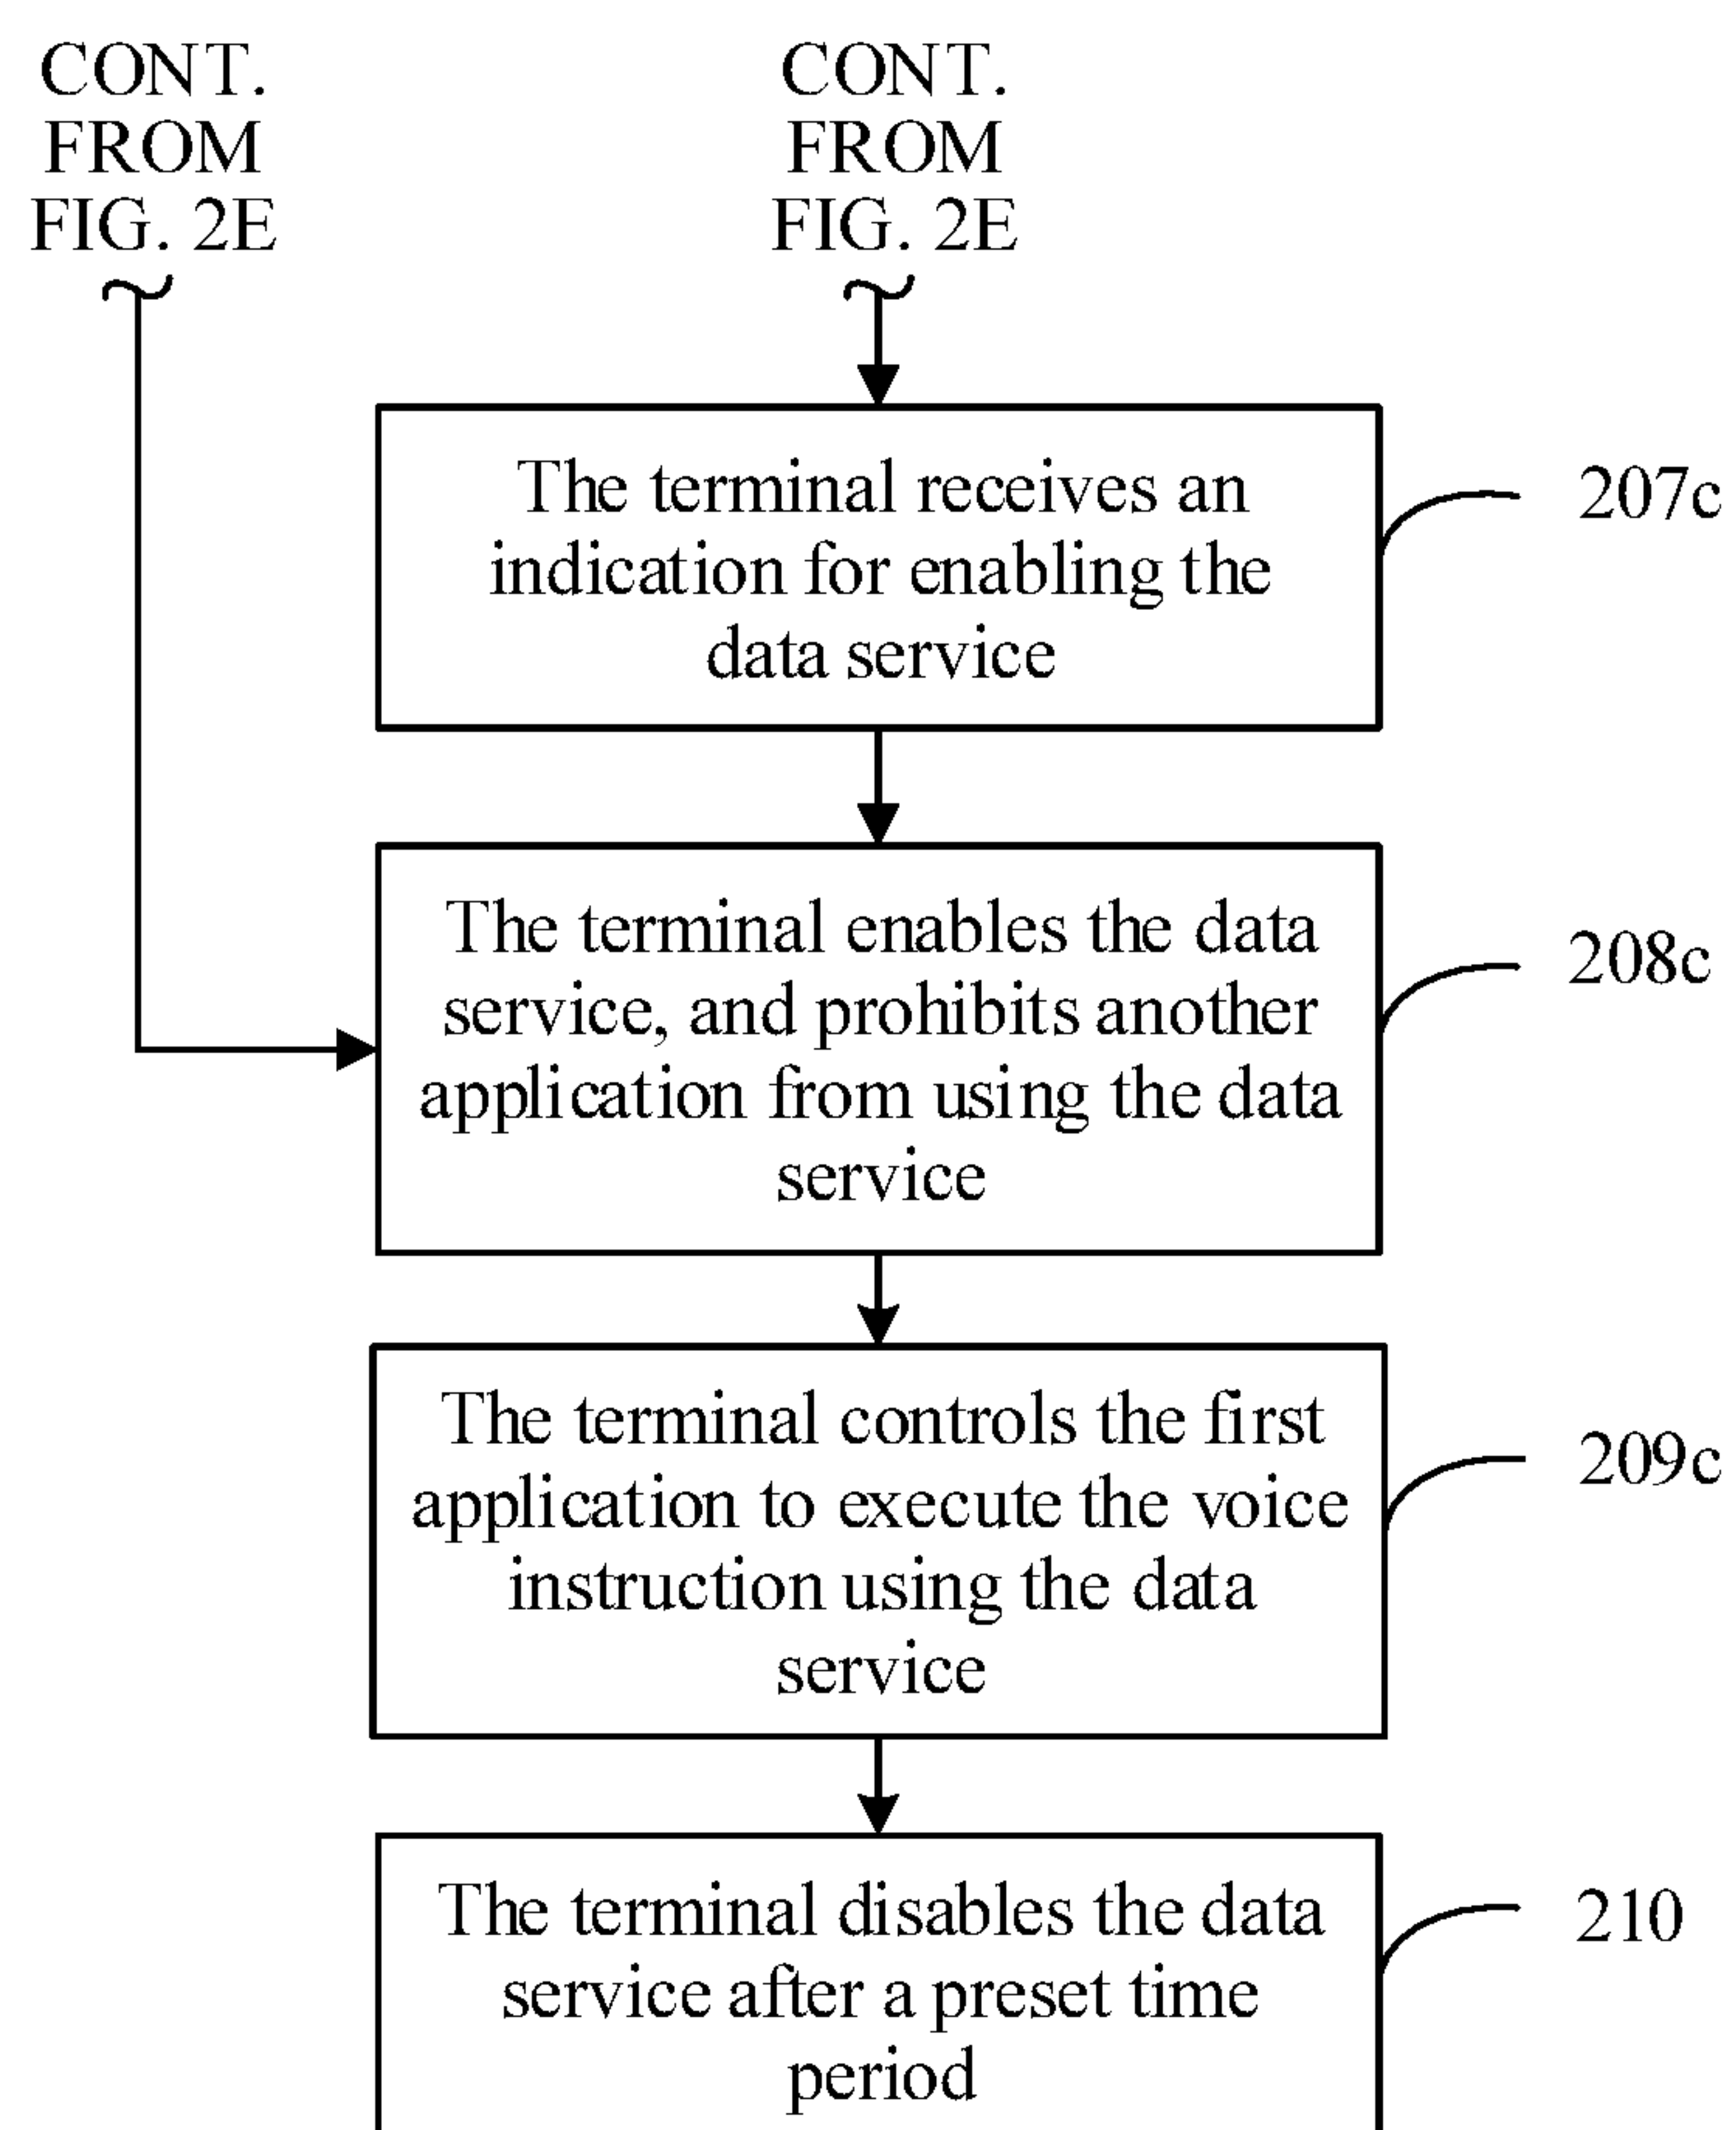 CONT.
FROM
FIG. 2E
CONT.
FROM
FIG. 2E
The terminal receives an
indication for enabling the
data service
207c
The terminal enables the data
service, and prohibits another
application from using the data
service
208c
The terminal controls the first
application to execute the voice
instruction using the data
service
209c
The terminal disables the data
service after a preset time
period
210